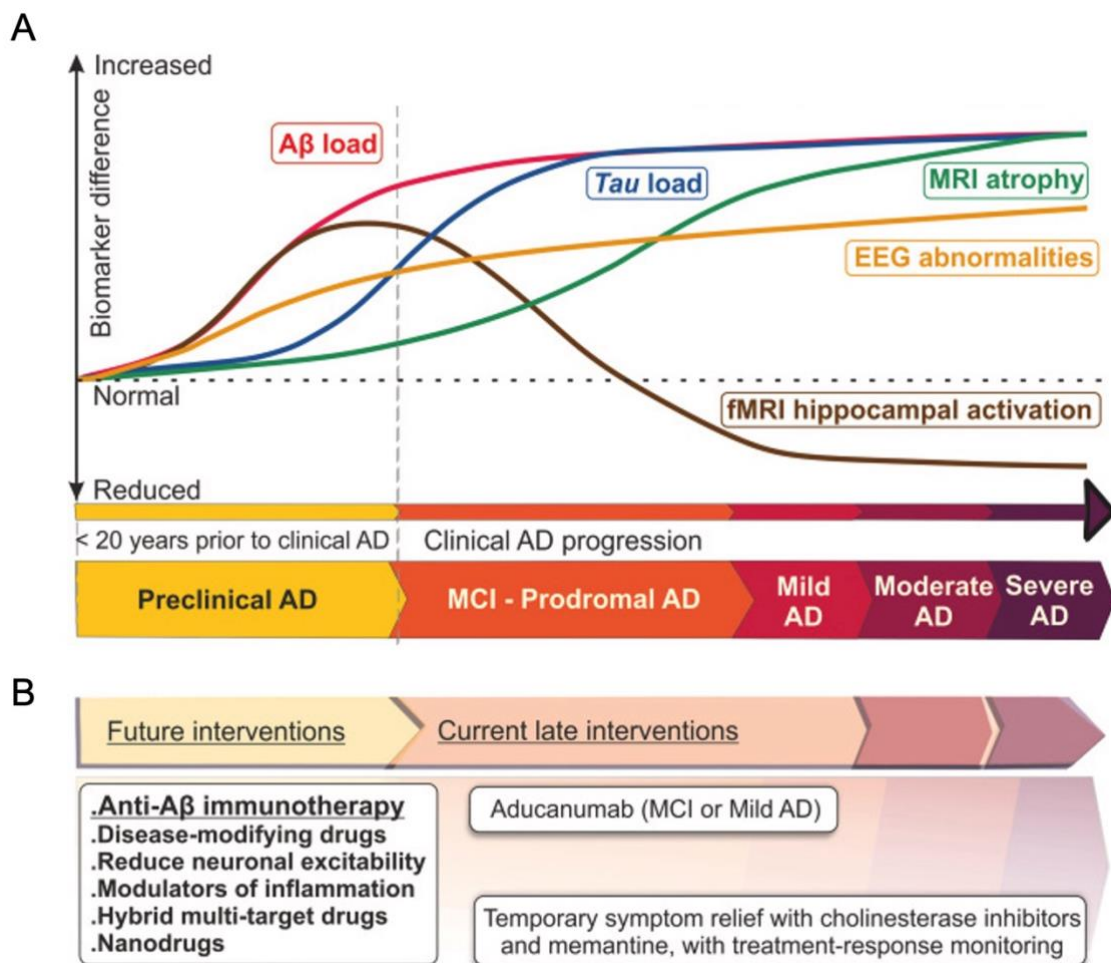 A
Increased
Biomarker difference
Aβ load
Tau load
MRI atrophy
EEG abnormalities
Normal
fMRI hippocampal activation
Reduced
< 20 years prior to clinical AD
Clinical AD progression
Preclinical AD
MCI - Prodromal AD
Mild
AD
Moderate
AD
Severe
AD
B
Future interventions
Current late interventions
.Anti-Aβ immunotherapy
.Disease-modifying drugs
.Reduce neuronal excitability
.Modulators of inflammation
.Hybrid multi-target drugs
.Nanodrugs
Aducanumab (MCI or Mild AD)
Temporary symptom relief with cholinesterase inhibitors
and memantine, with treatment-response monitoring